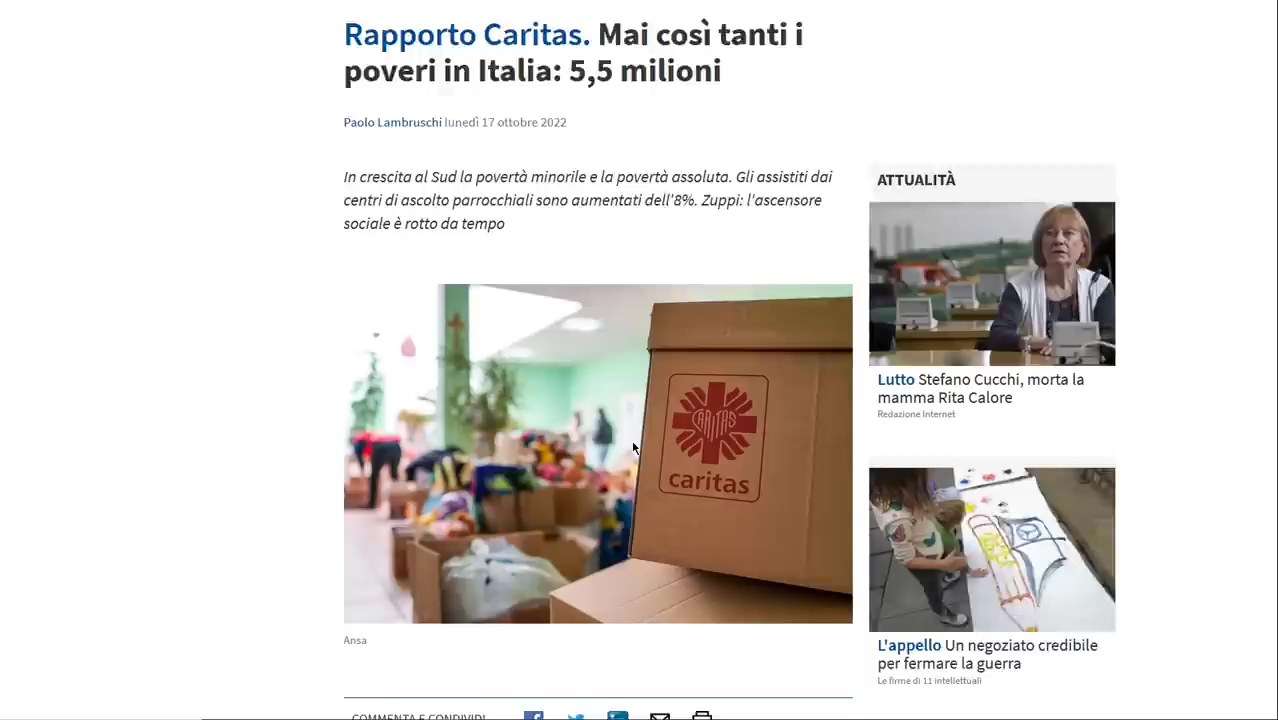 Rapporto Caritas. Mai così tanti i
poveri in Italia: 5,5 milioni
Paolo Lambruschi lunedì 17 ottobre 2022
In crescita al Sud la povertà minorile e la povertà assoluta. Gli assistiti dai
centri di ascolto parrocchiali sono aumentati dell'8%. Zuppi: l'ascensore
sociale è rotto da tempo
CARITAS
caritas
Ansa
COMMENTA E CONDIVIDI
ATTUALITÀ
Lutto Stefano Cucchi, morta la
mamma Rita Calore
Redazione Internet
L'appello Un negoziato credibile
per fermare la guerra
Le firme di 11 intellettuali